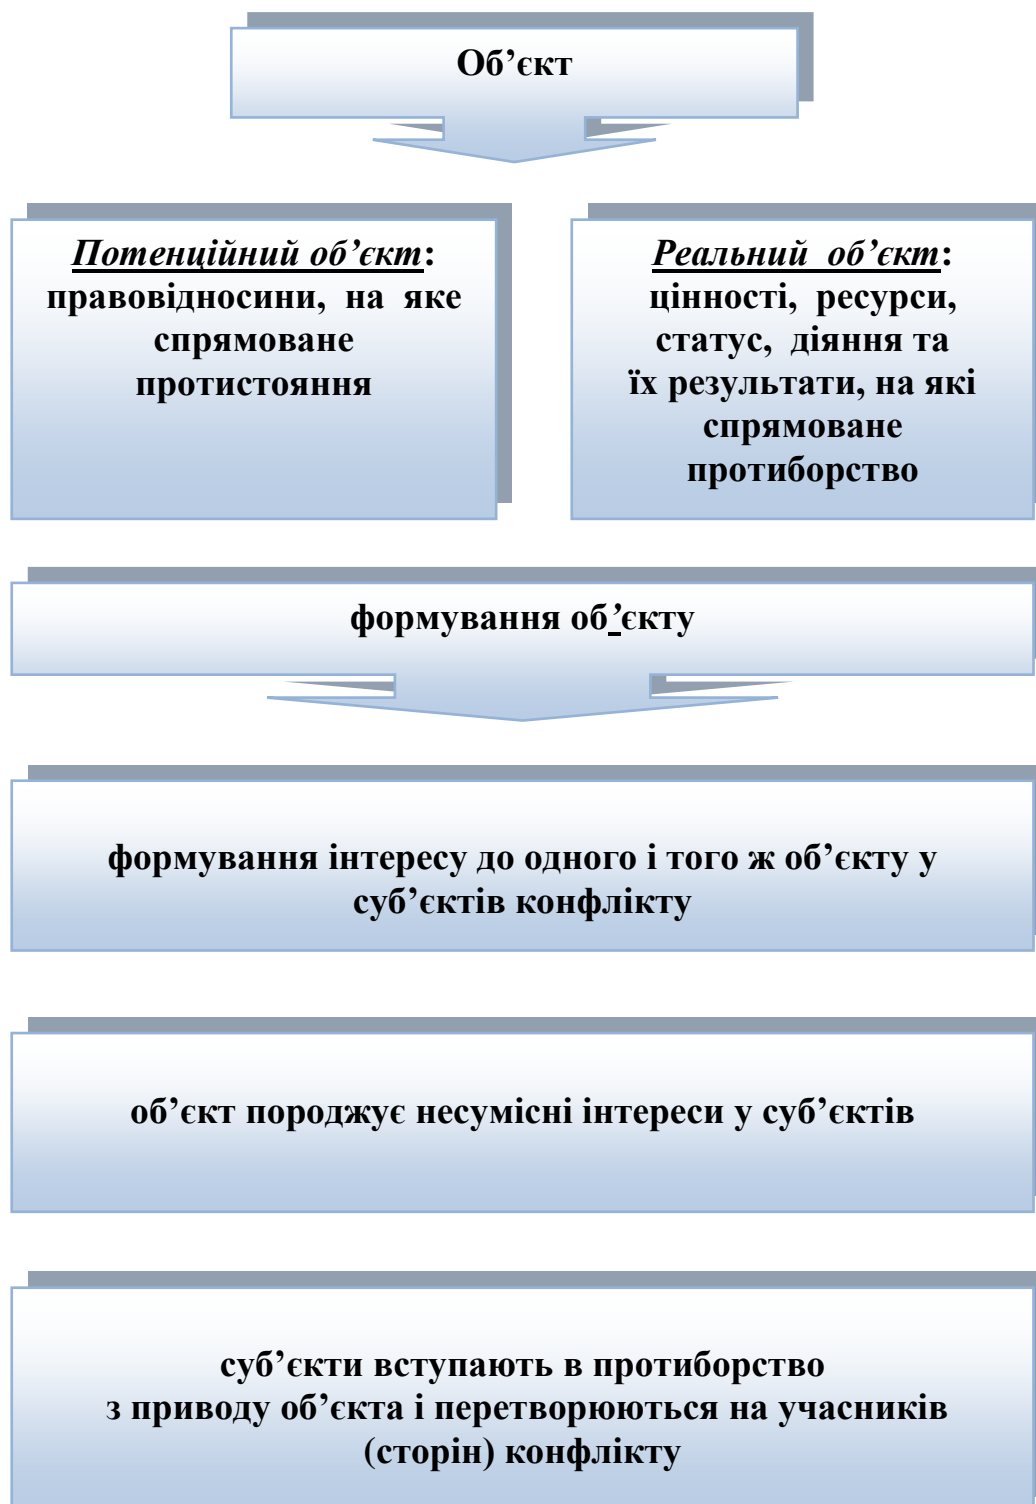 Об’єкт
Потенційний об’єкт:
правовідносини, на яке
спрямоване
протистояння
Реальний об’єкт:
цінності, ресурси,
статус, діяння та
їх результати, на які
спрямоване
протиборство
формування об’єкту
формування інтересу до одного і того ж об’єкту у
суб’єктів конфлікту
об’єкт породжує несумісні інтереси у суб’єктів
суб’єкти вступають в протиборство
з приводу об’єкта і перетворюються на учасників
(сторін) конфлікту